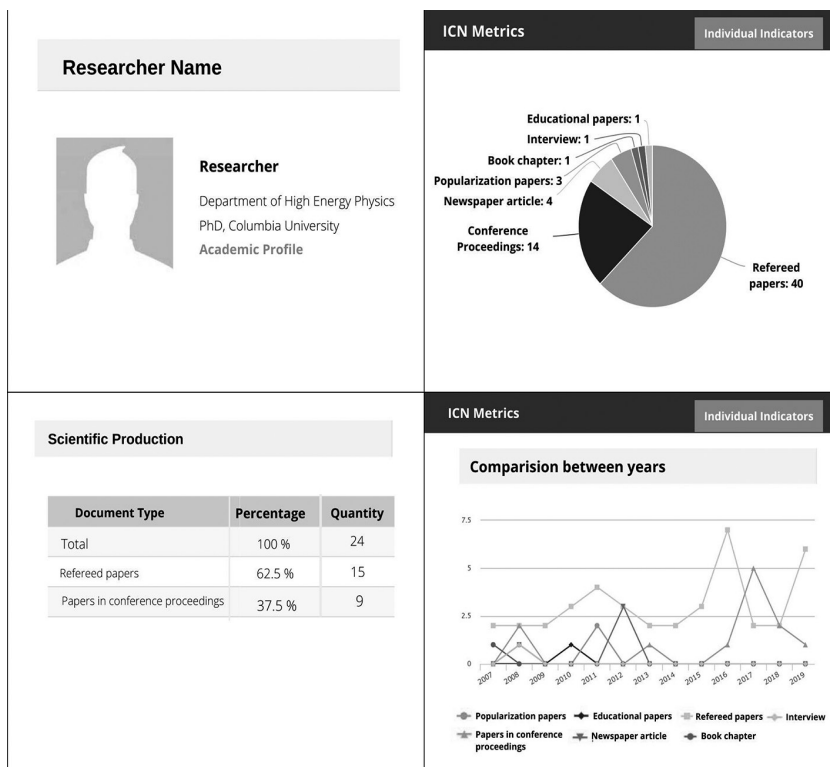 Researcher Name
Researcher
Department of High Energy Physics
PhD, Columbia University
Academic Profile
ICN Metrics
Individual Indicators
Educational papers: 1
Interview: 1
Book chapter: 1
Popularization papers: 3
Newspaper article: 4
Conference
Proceedings: 14
Refereed
papers: 40
Scientific Production
Document Type Percentage Quantity
Total 100 % 24
Refereed papers 62.5 % 15
Papers in conference proceedings 37.5 % 9
ICN Metrics
Individual Indicators
Comparision between years
7.5
5
2.5
0
2007 2008 2009 2010 2011 2012 2013 2014 2015 2016 2017 2018 2019
Popularization papers Educational papers Refereed papers Interview
Papers in conference
proceedings
Newspaper article Book chapter